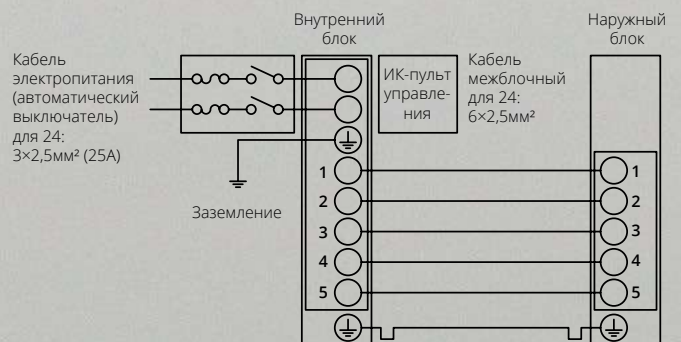 Внутренний
блок
Наружный
блок
Кабель
электропитания
(автоматический
выключатель)
для 24:
3×2,5мм² (25А)
ИК-пульт
управле-
ния
Кабель
межблочный
для 24:
6×2,5мм²
Заземление
1
2
3
4
5
1
2
3
4
5